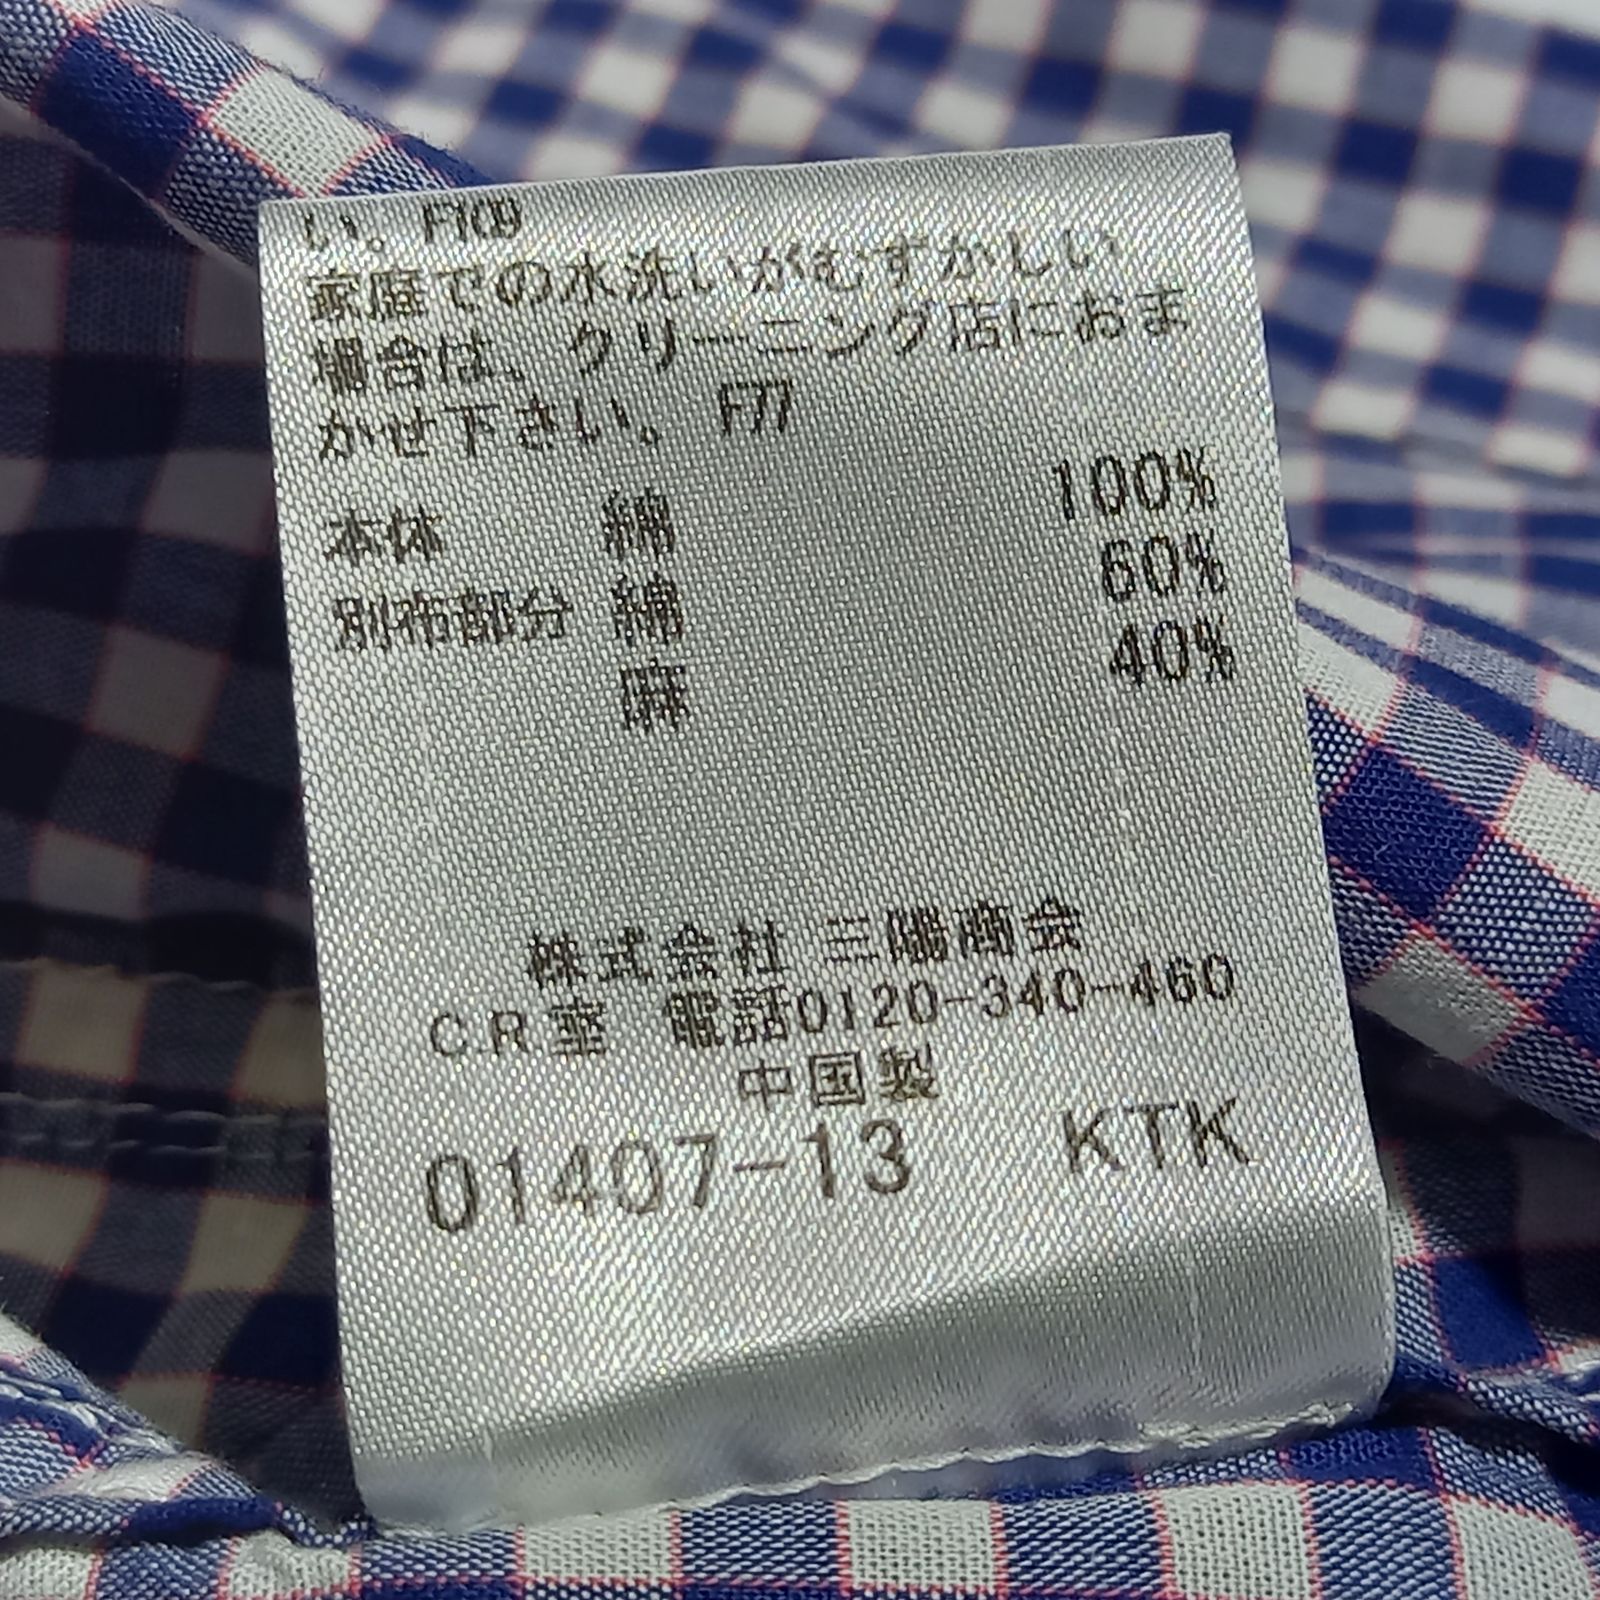 い。F109
家庭での水洗いがむずかしい
場合は、クリーニング店におま
かせ下さい。 F77
本体 綿 100%
別布部分 綿 60%
麻 40%
株式会社 三陽商会
C.R室 電話0120-340-460
中国製
01407-13 KTK